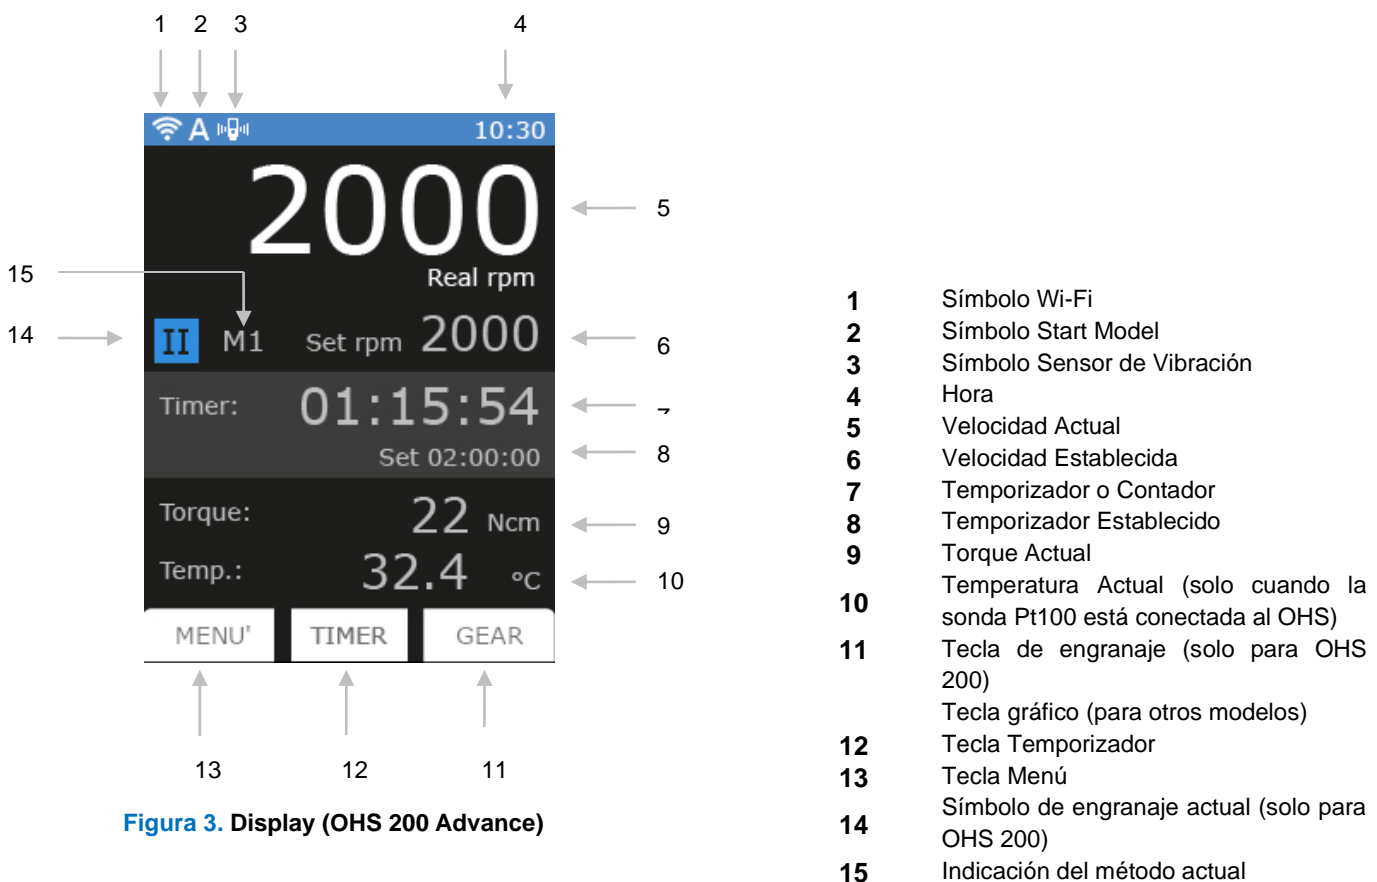 1 2 3 4
A 10:30
2000
5
15
Real rpm
14
II M1 Set rpm 2000
6
Timer: 01:15:54
Set 02:00:00
8
Torque: 22 Ncm
9
Temp.: 32.4 °C
10
MENU' TIMER GEAR
13 12 11
Figura 3. Display (OHS 200 Advance)
1 Símbolo Wi-Fi
2 Símbolo Start Model
3 Símbolo Sensor de Vibración
4 Hora
5 Velocidad Actual
6 Velocidad Establecida
7 Temporizador o Contador
8 Temporizador Establecido
9 Torque Actual
10 Temperatura Actual (solo cuando la
sonda Pt100 está conectada al OHS)
11 Tecla de engranaje (solo para OHS
200)
Tecla gráfico (para otros modelos)
12 Tecla Temporizador
13 Tecla Menú
14 Símbolo de engranaje actual (solo para
OHS 200)
15 Indicación del método actual